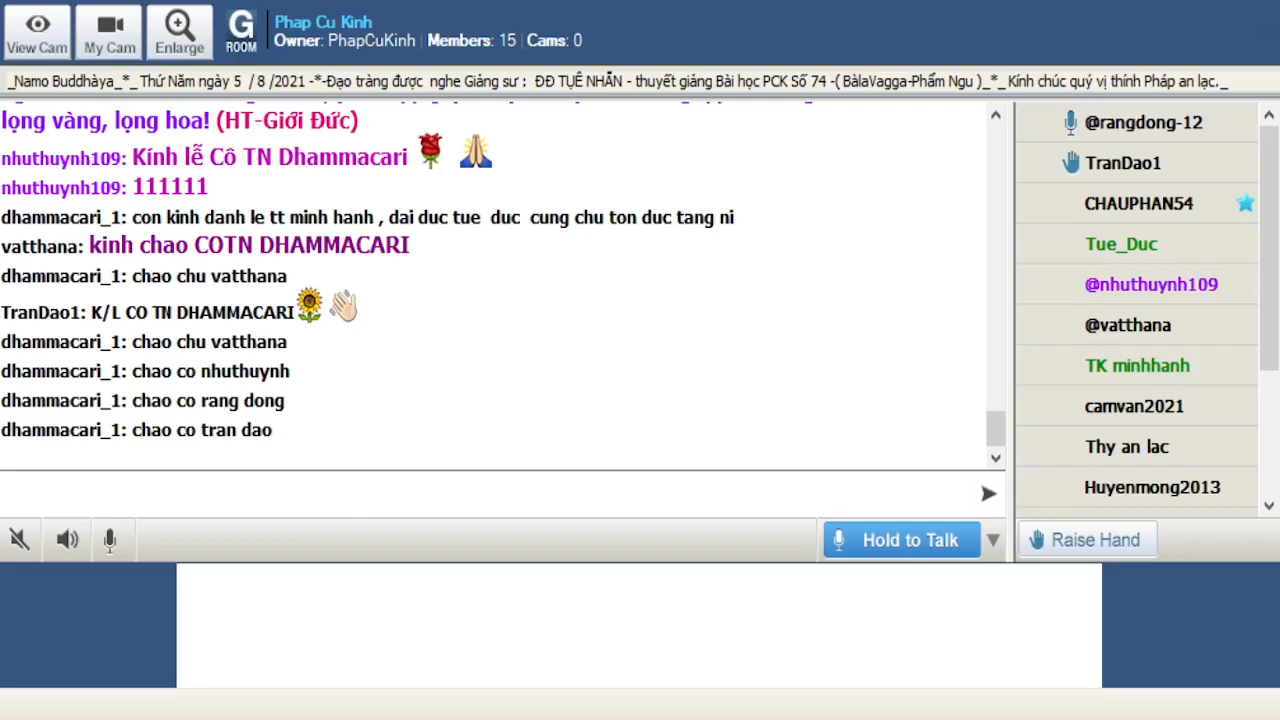 View Cam
My Cam
Enlarge
G
ROOM
Phap Cu Kinh
Owner: PhapCuKinh | Members: 15 | Cams: 0
_Namo Buddhàya_*_ Thứ Năm ngày 5 / 8 /2021 -*-Đạo tràng được nghe Giảng sư : ĐĐ TUỆ NHẪN - thuyết giảng Bài học PCK Số 74 -( BàlaVagga-Phẩm Ngu )_*_ Kính chúc quý vị thính Pháp an lạc._
lọng vàng, lọng hoa! (HT-Giới Đức)
nhuthuynh109: Kính lễ Cô TN Dhammacari
nhuthuynh109: 111111
dhammacari_1: con kinh danh le tt minh hanh , dai duc tue duc cung chu ton duc tang ni
vatthana: kinh chao COTN DHAMMACARI
dhammacari_1: chao chu vatthana
TranDao1: K/L CO TN DHAMMACARI
dhammacari_1: chao chu vatthana
dhammacari_1: chao co nhuthuynh
dhammacari_1: chao co rang dong
dhammacari_1: chao co tran dao
Hold to Talk
@rangdong-12
TranDao1
CHAUPHAN54
Tue_Duc
@nhuthuynh109
@vatthana
TK minhhanh
camvan2021
Thy an lac
Huyenmong2013
Raise Hand